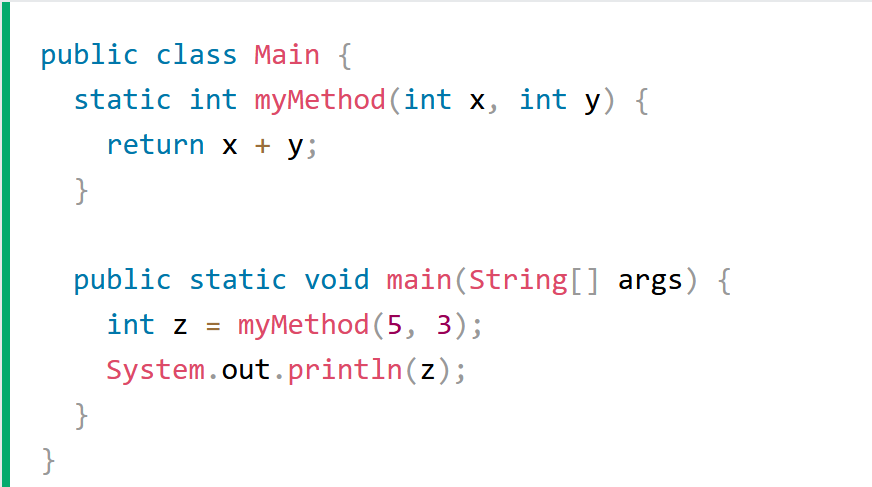 public class Main {
  static int myMethod(int x, int y) {
    return x + y;
  }

  public static void main(String[] args) {
    int z = myMethod(5, 3);
    System.out.println(z);
  }
}